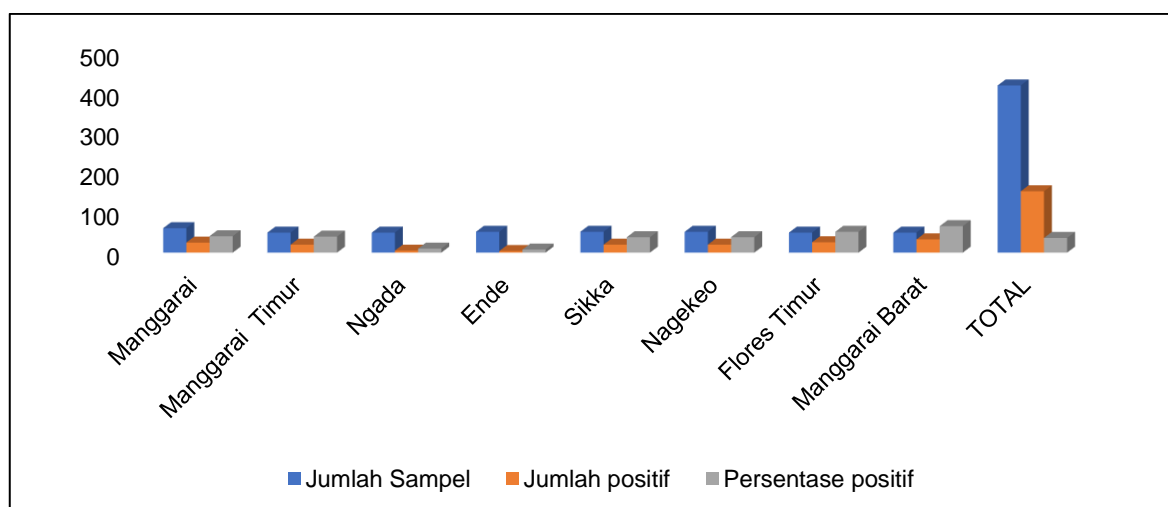 500
400
300
200
100
0
Manggarai
Manggarai Timur
Ngada
Ende
Sikka
Nagekeo
Flores Timur
Manggarai Barat
TOTAL
Jumlah Sampel Jumlah positif Persentase positif